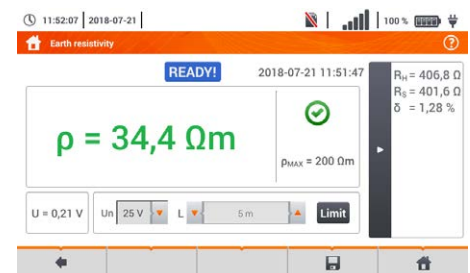 11:52:07 2018-07-21 100 %
Earth resistivity
READY! 2018-07-21 11:51:47
ρ = 34,4 Ωm
ρMAX = 200 Ωm
RH = 406,8 Ω
RS = 401,6 Ω
δ = 1,28 %
U = 0,21 V Un 25 V L 5 m Limit